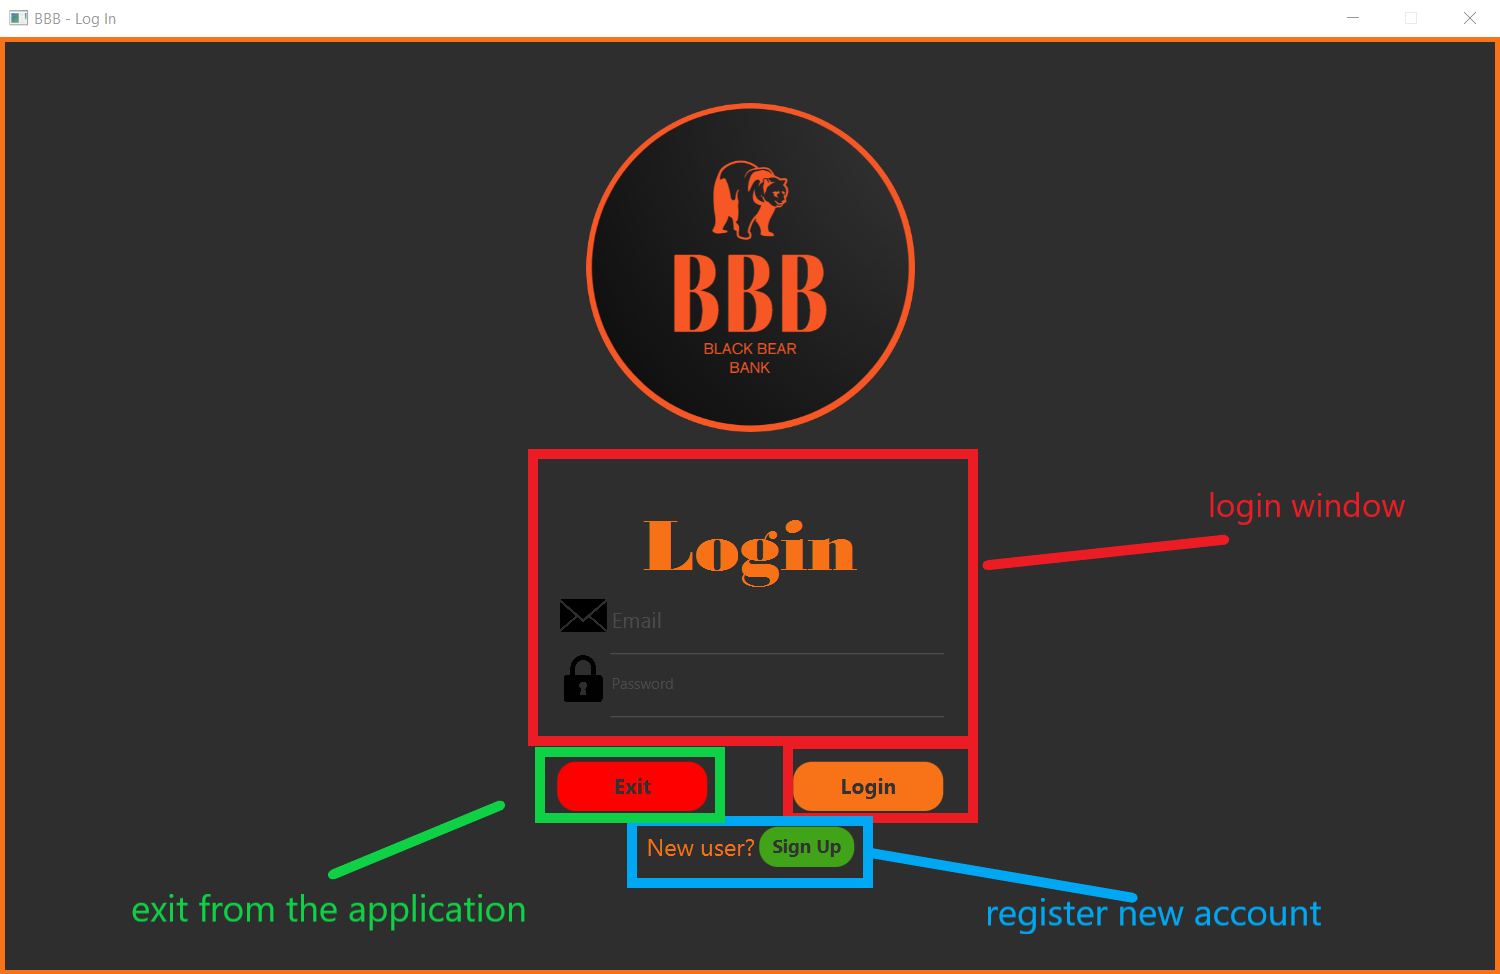 BBB - Log In
BBB
BLACK BEAR
BANK
login window
Login
Email
Password
Exit
Login
New user? Sign Up
exit from the application
register new account